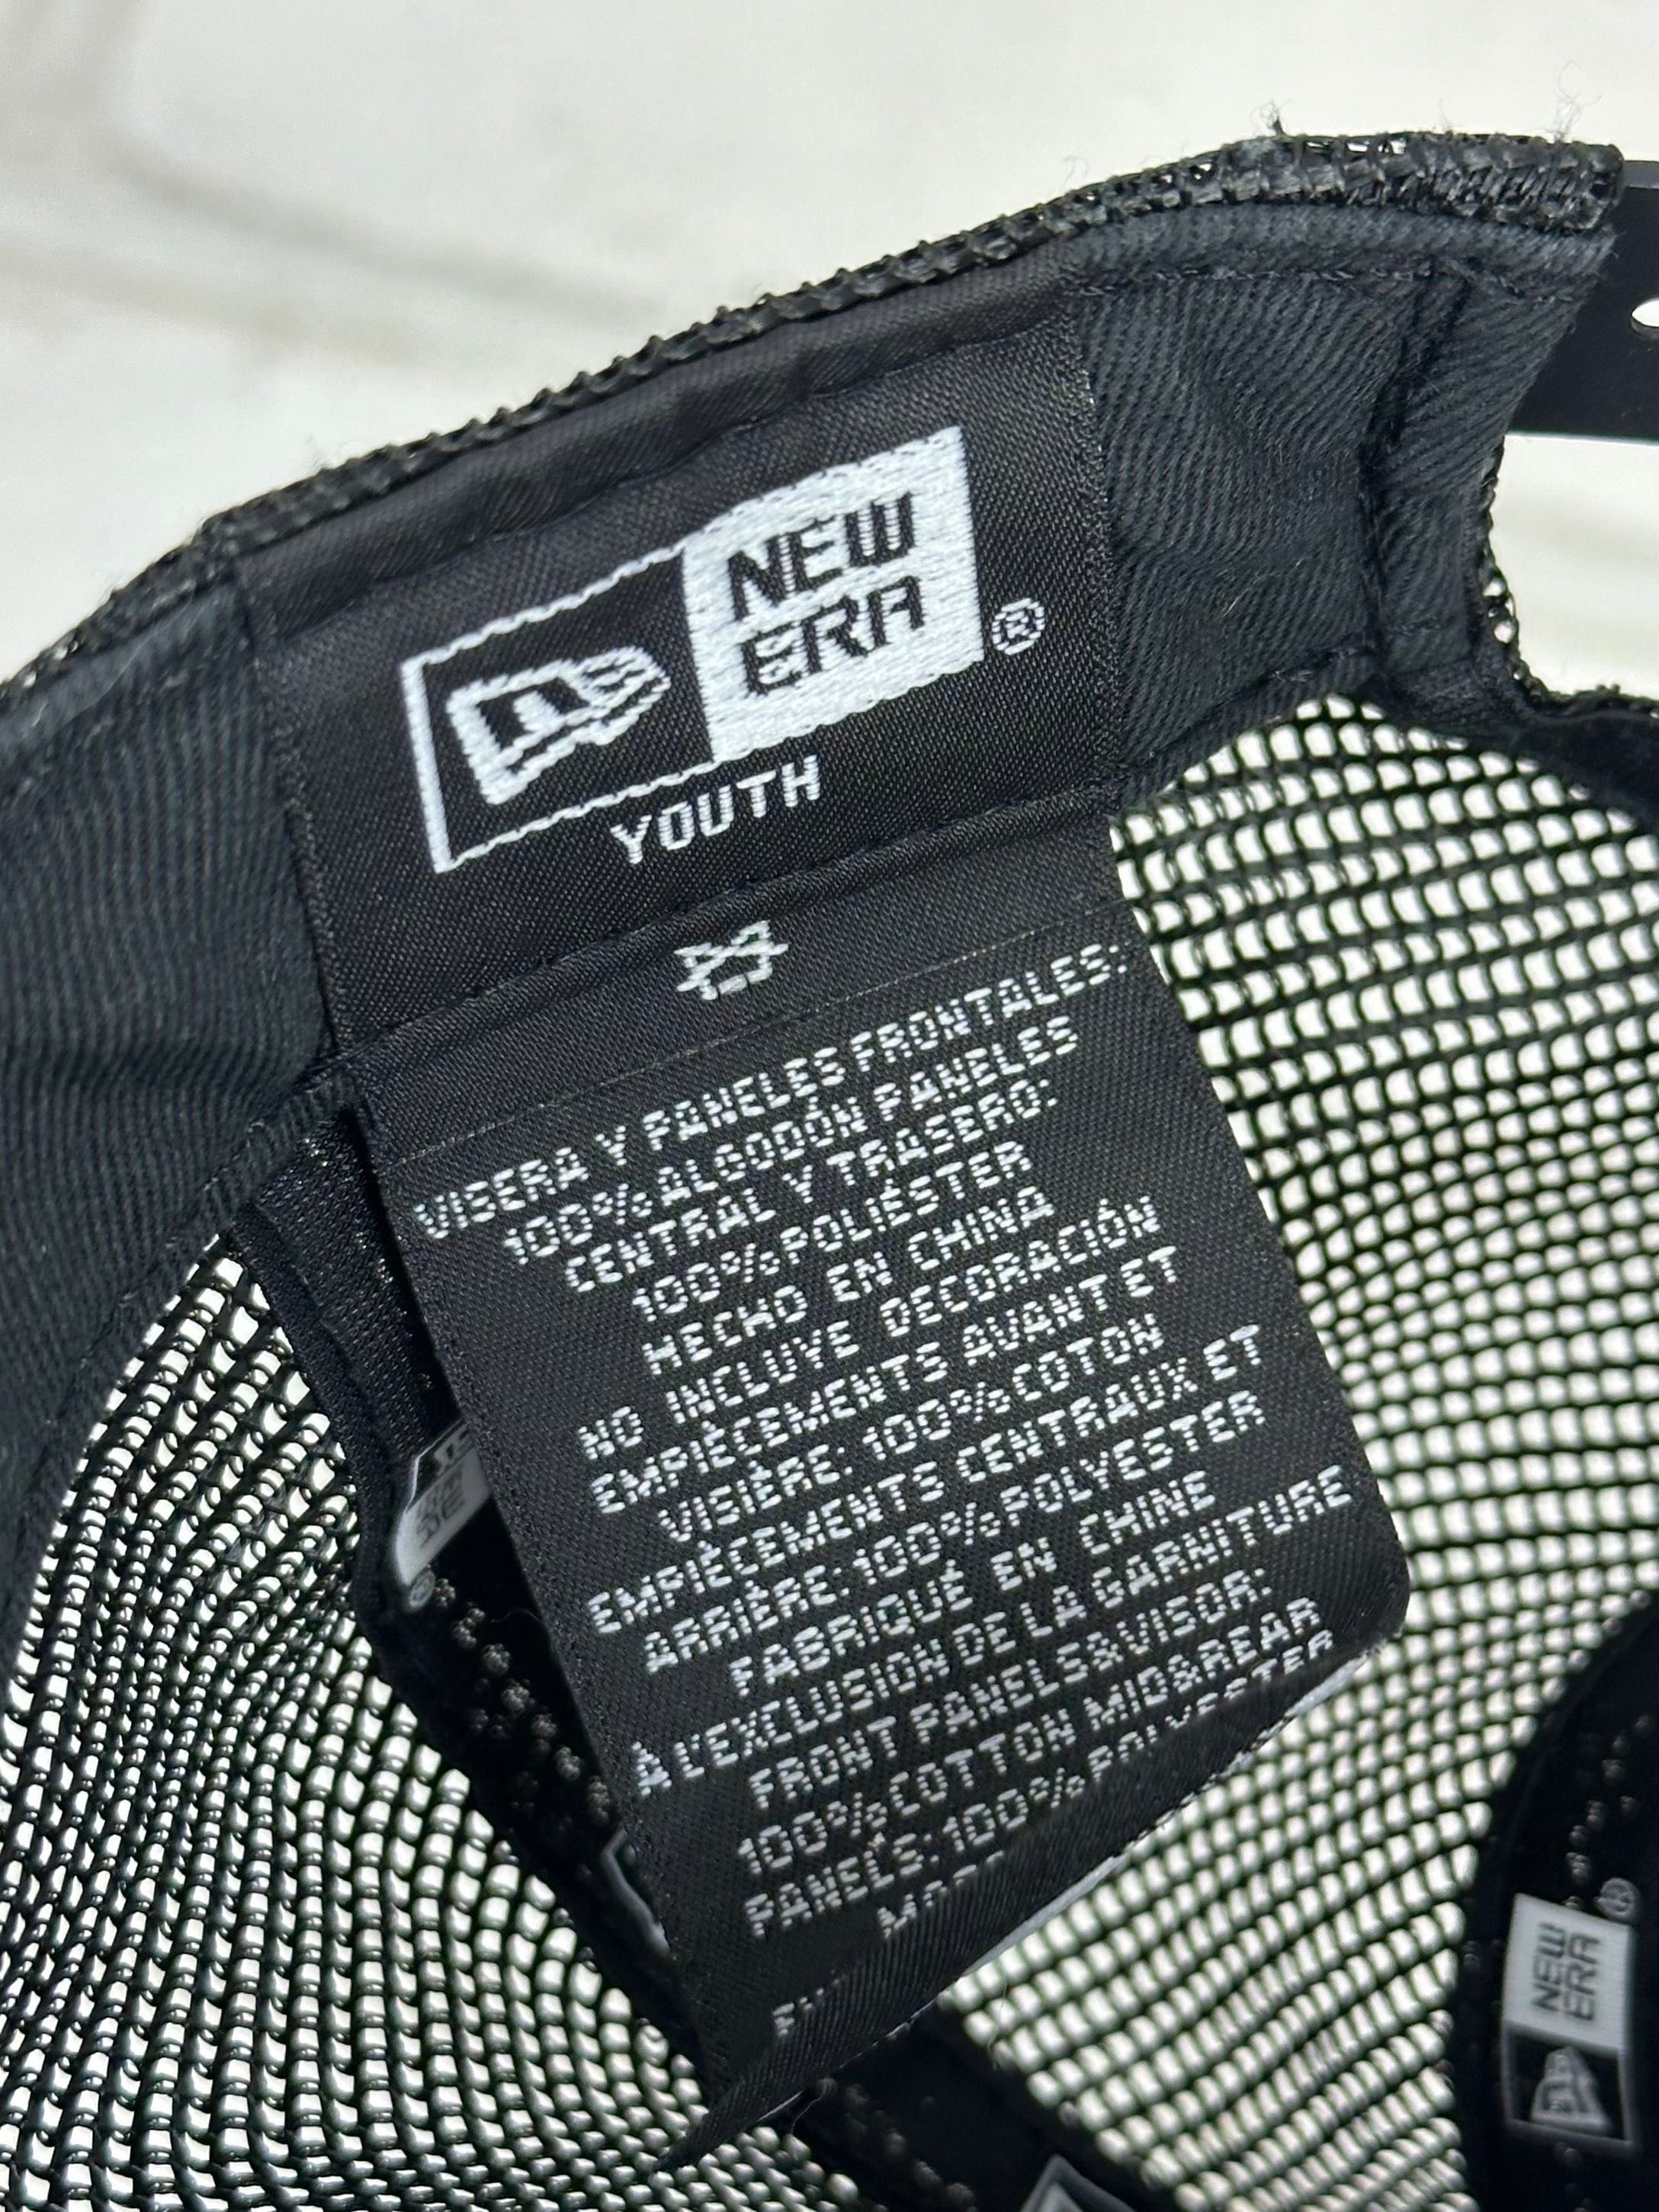 NEW
ERA
®
YOUTH
VISERA Y PANELES FRONTALES:
100% ALGODÓN PANELES
CENTRAL Y TRASERO:
100% POLIÉSTER
HECHO EN CHINA
NO INCLUYE DECORACIÓN
EMPIÈCEMENTS AVANT ET
VISIÈRE: 100% COTON
EMPIÈCEMENTS CENTRAUX ET
ARRIÈRE: 100% POLYESTER
FABRIQUÉ EN CHINE
À L'EXCLUSION DE LA GARNITURE
FRONT PANELS&VISOR:
100% COTTON MID&REAR
PANELS: 100% POLYESTER
NEW
ERA
®